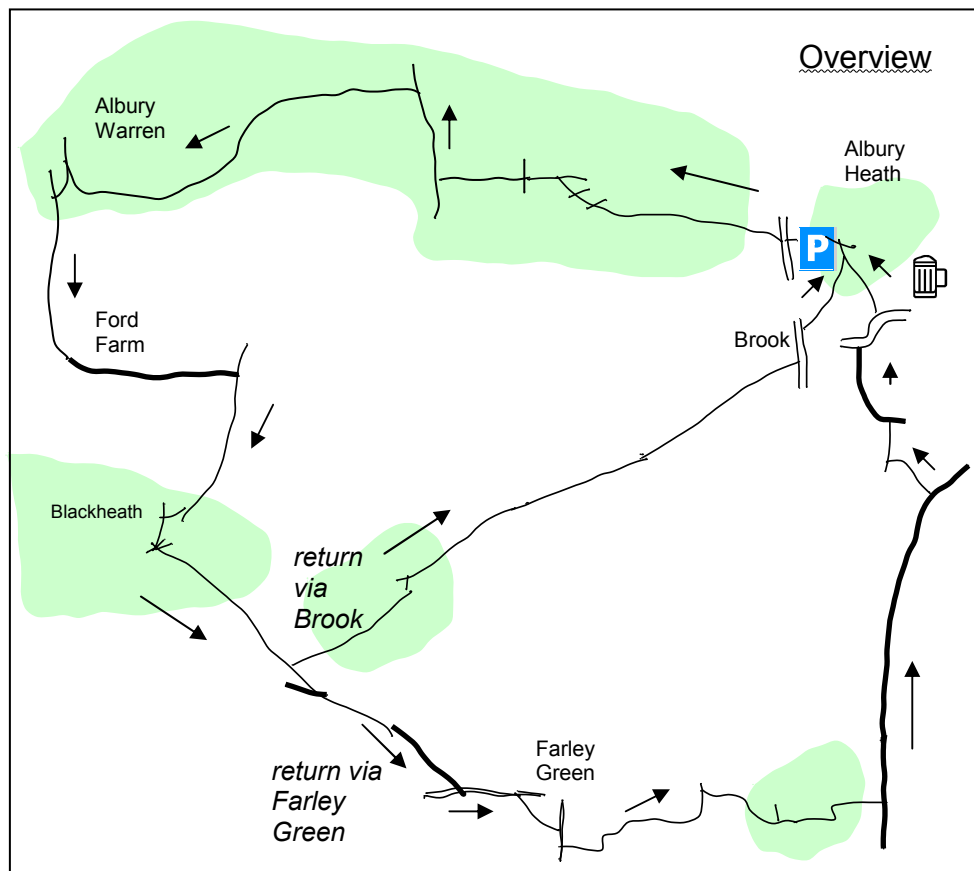 Overview
Albury
Warren
Albury
Heath
P
Ford
Farm
Brook
Blackheath
return
via
Brook
Farley
Green
return via
Farley
Green